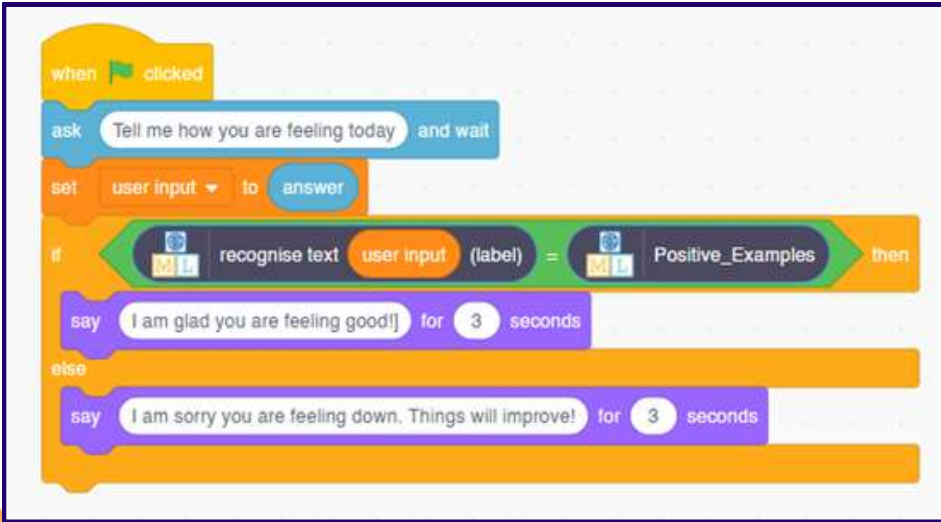 when clicked
ask Tell me how you are feeling today and wait
set user input to answer
if ML recognise text user input (label) = ML Positive_Examples then
say I am glad you are feeling good!] for 3 seconds
else
say I am sorry you are feeling down. Things will improve! for 3 seconds